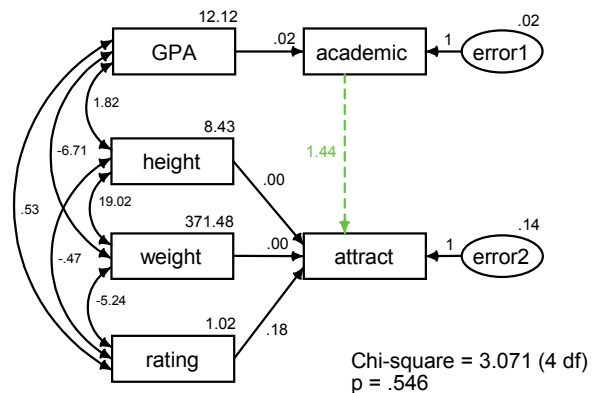 12.12
GPA
.02
academic
1
.02
error1
1.82
8.43
-6.71
height
1.44
.00
.53
19.02
371.48
.00
.14
-.47
weight
attract
1
error2
-5.24
1.02
.18
rating
Chi-square = 3.071 (4 df)
p = .546